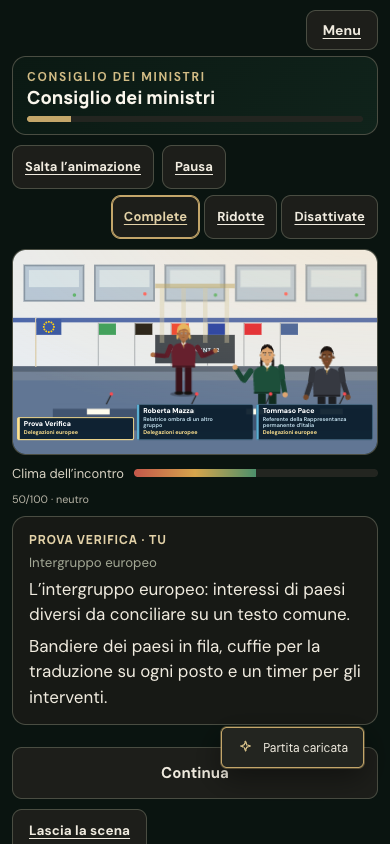 Menu
CONSIGLIO DEI MINISTRI
Consiglio dei ministri
Salta l’animazione
Pausa
Complete
Ridotte
Disattivate
Prova Verifica
Delegazioni europee
Roberta Mazza
Relatrice ombra di un altro
gruppo
Delegazioni europee
Tommaso Pace
Referente della Rappresentanza
permanente d’Italia
Delegazioni europee
Clima dell’incontro
50/100 · neutro
PROVA VERIFICA · TU
Intergruppo europeo
L’intergruppo europeo: interessi di paesi
diversi da conciliare su un testo comune.
Bandiere dei paesi in fila, cuffie per la
traduzione su ogni posto e un timer per gli
interventi.
Partita caricata
Continua
Lascia la scena